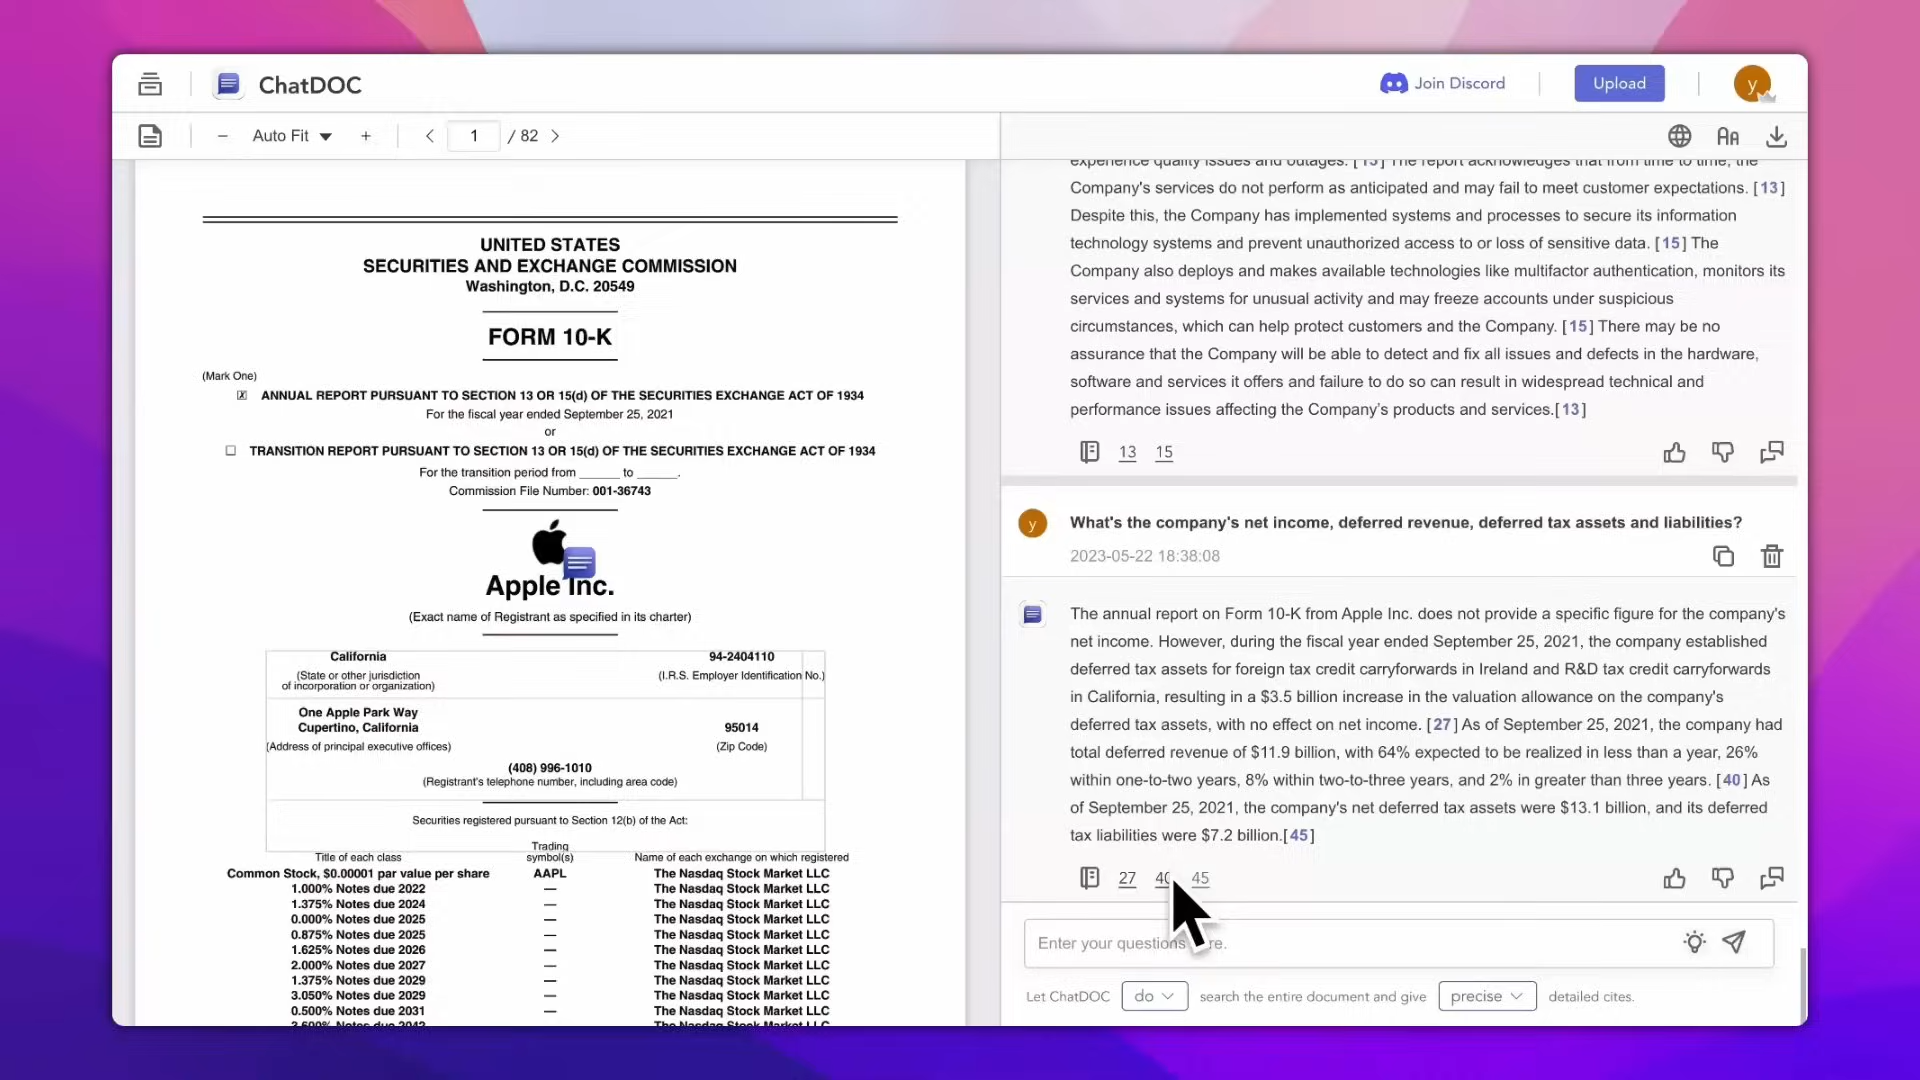 ChatDOC
Join Discord
Upload
y
− Auto Fit + 1 / 82
UNITED STATES
SECURITIES AND EXCHANGE COMMISSION
Washington, D.C. 20549
FORM 10-K
(Mark One)
☒ ANNUAL REPORT PURSUANT TO SECTION 13 OR 15(d) OF THE SECURITIES EXCHANGE ACT OF 1934
For the fiscal year ended September 25, 2021
or
☐ TRANSITION REPORT PURSUANT TO SECTION 13 OR 15(d) OF THE SECURITIES EXCHANGE ACT OF 1934
For the transition period from ______ to ______.
Commission File Number: 001-36743
Apple Inc.
(Exact name of Registrant as specified in its charter)
California 94-2404110
(State or other jurisdiction (I.R.S. Employer Identification No.)
of incorporation or organization)
One Apple Park Way
Cupertino, California 95014
(Address of principal executive offices) (Zip Code)
(408) 996-1010
(Registrant's telephone number, including area code)
Securities registered pursuant to Section 12(b) of the Act:
Trading
Title of each class symbol(s) Name of each exchange on which registered
Common Stock, $0.00001 par value per share AAPL The Nasdaq Stock Market LLC
1.000% Notes due 2022 — The Nasdaq Stock Market LLC
1.375% Notes due 2024 — The Nasdaq Stock Market LLC
0.000% Notes due 2025 — The Nasdaq Stock Market LLC
0.875% Notes due 2025 — The Nasdaq Stock Market LLC
1.625% Notes due 2026 — The Nasdaq Stock Market LLC
2.000% Notes due 2027 — The Nasdaq Stock Market LLC
1.375% Notes due 2029 — The Nasdaq Stock Market LLC
3.050% Notes due 2029 — The Nasdaq Stock Market LLC
0.500% Notes due 2031 — The Nasdaq Stock Market LLC
3.600% Notes due 2042 — The Nasdaq Stock Market LLC
AA
experience quality issues and outages. [13] The report acknowledges that from time to time, the
Company's services do not perform as anticipated and may fail to meet customer expectations. [13]
Despite this, the Company has implemented systems and processes to secure its information
technology systems and prevent unauthorized access to or loss of sensitive data. [15] The
Company also deploys and makes available technologies like multifactor authentication, monitors its
services and systems for unusual activity and may freeze accounts under suspicious
circumstances, which can help protect customers and the Company. [15] There may be no
assurance that the Company will be able to detect and fix all issues and defects in the hardware,
software and services it offers and failure to do so can result in widespread technical and
performance issues affecting the Company's products and services.[13]
13 15
y What's the company's net income, deferred revenue, deferred tax assets and liabilities?
2023-05-22 18:38:08
The annual report on Form 10-K from Apple Inc. does not provide a specific figure for the company's
net income. However, during the fiscal year ended September 25, 2021, the company established
deferred tax assets for foreign tax credit carryforwards in Ireland and R&D tax credit carryforwards
in California, resulting in a $3.5 billion increase in the valuation allowance on the company's
deferred tax assets, with no effect on net income. [27] As of September 25, 2021, the company had
total deferred revenue of $11.9 billion, with 64% expected to be realized in less than a year, 26%
within one-to-two years, 8% within two-to-three years, and 2% in greater than three years. [40] As
of September 25, 2021, the company's net deferred tax assets were $13.1 billion, and its deferred
tax liabilities were $7.2 billion.[45]
27 40 45
Enter your questions
Let ChatDOC do search the entire document and give precise detailed cites.